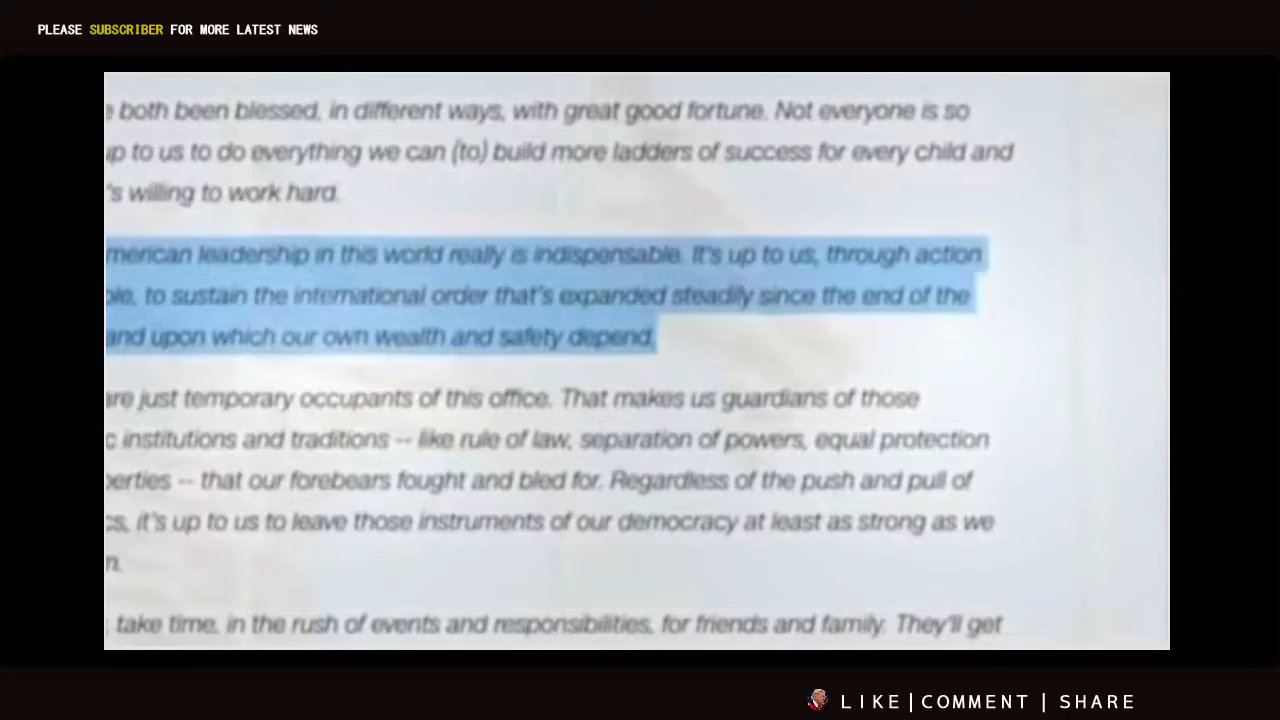 PLEASE SUBSCRIBER FOR MORE LATEST NEWS
both been blessed, in different ways, with great good fortune. Not everyone is so
up to us to do everything we can (to) build more ladders of success for every child and
's willing to work hard.
merican leadership in this world really is indispensable. It's up to us, through action
ple, to sustain the international order that's expanded steadily since the end of the
and upon which our own wealth and safety depend.
are just temporary occupants of this office. That makes us guardians of those
c institutions and traditions -- like rule of law, separation of powers, equal protection
perties -- that our forebears fought and bled for. Regardless of the push and pull of
cs, it's up to us to leave those instruments of our democracy at least as strong as we
n.
take time, in the rush of events and responsibilities, for friends and family. They'll get
LIKE|COMMENT | SHARE